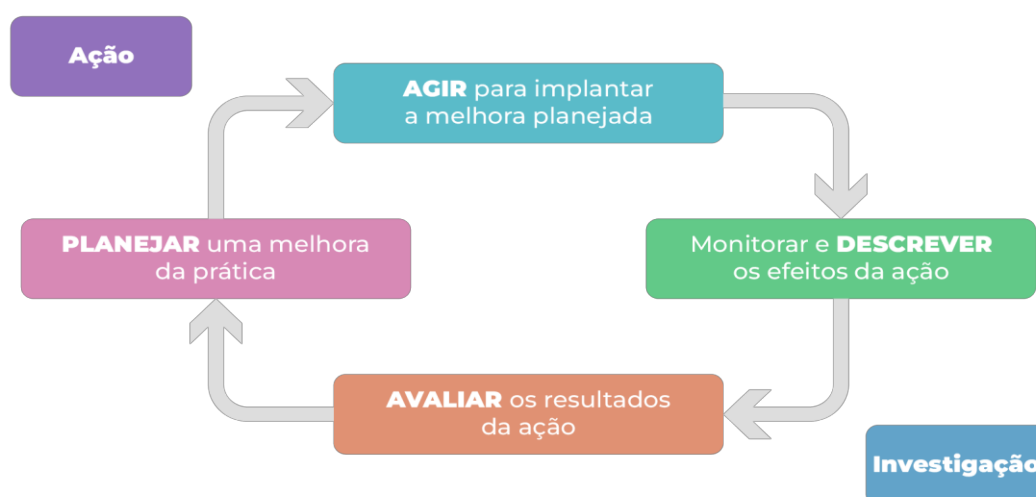 Ação
AGIR para implantar
a melhora planejada
PLANEJAR uma melhora
da prática
Monitorar e DESCREVER
os efeitos da ação
AVALIAR os resultados
da ação
Investigação